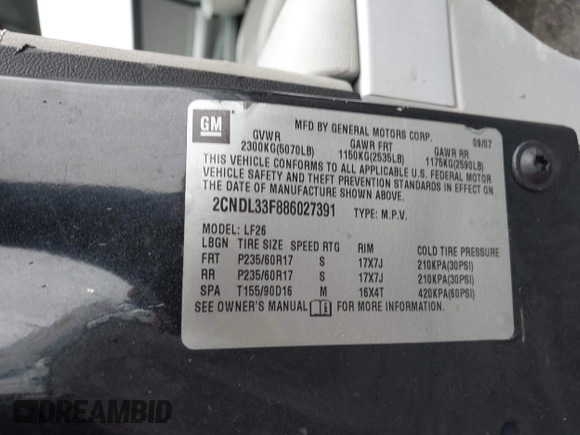 GM
MFD BY GENERAL MOTORS CORP. 09/07
GVWR GAWR FRT GAWR RR
2300KG(5070LB) 1150KG(2535LB) 1175KG(2590LB)
THIS VEHICLE CONFORMS TO ALL APPLICABLE U.S. FEDERAL MOTOR
VEHICLE SAFETY AND THEFT PREVENTION STANDARDS IN EFFECT ON
THE DATE OF MANUFACTURE SHOWN ABOVE.
2CNDL33F886027391 TYPE: M.P.V.
MODEL: LF26
LBGN TIRE SIZE SPEED RTG RIM COLD TIRE PRESSURE
FRT P235/60R17 S 17X7J 210KPA(30PSI)
RR P235/60R17 S 17X7J 210KPA(30PSI)
SPA T155/90D16 M 16X4T 420KPA(60PSI)
SEE OWNER'S MANUAL i FOR MORE INFORMATION.
DREAMBID